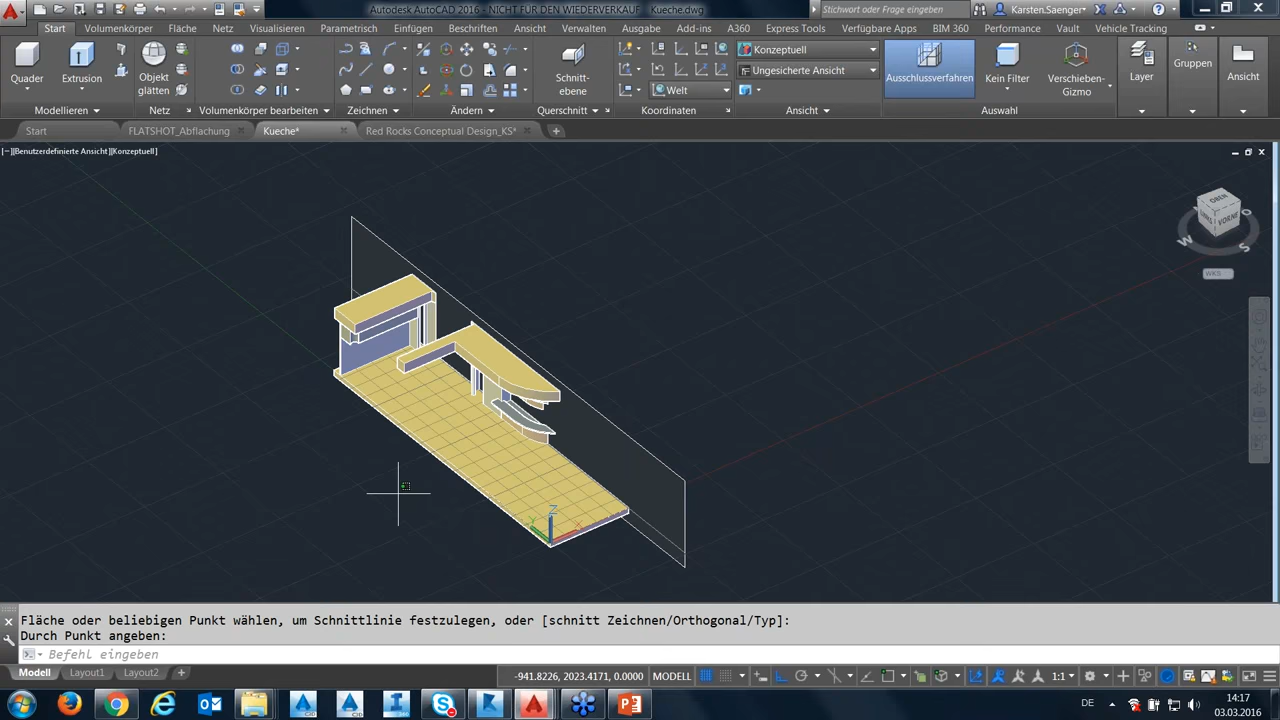 Autodesk AutoCAD 2016 - NICHT FÜR DEN WIEDERVERKAUF Kueche.dwg
Stichwort oder Frage eingeben
Karsten.Saenger
Start Volumenkörper Fläche Netz Visualisieren Parametrisch Einfügen Beschriften Ansicht Verwalten Ausgabe Add-ins A360 Express Tools Verfügbare Apps BIM 360 Performance Vault Vehicle Tracking
Quader
Extrusion
Objekt glätten
Schnitt-ebene
Konzeptuell
Ungesicherte Ansicht
Welt
Ausschlussverfahren
Kein Filter
Verschieben-Gizmo
Layer
Gruppen
Ansicht
Modellieren Netz Volumenkörper bearbeiten Zeichnen Ändern Querschnitt Koordinaten Ansicht Auswahl
Start FLATSHOT_Abflachung Kueche* Red Rocks Conceptual Design_KS*
[−][Benutzerdefinierte Ansicht][Konzeptuell]
OBEN
LINKS
VORNE
W
S
O
WKS
Z
Y
X
Fläche oder beliebigen Punkt wählen, um Schnittlinie festzulegen, oder [schnitt Zeichnen/Orthogonal/Typ]:
Durch Punkt angeben:
Befehl eingeben
Modell Layout1 Layout2 +
-941.8226, 2023.4171, 0.0000 MODELL 1:1
DE 14:17
03.03.2016